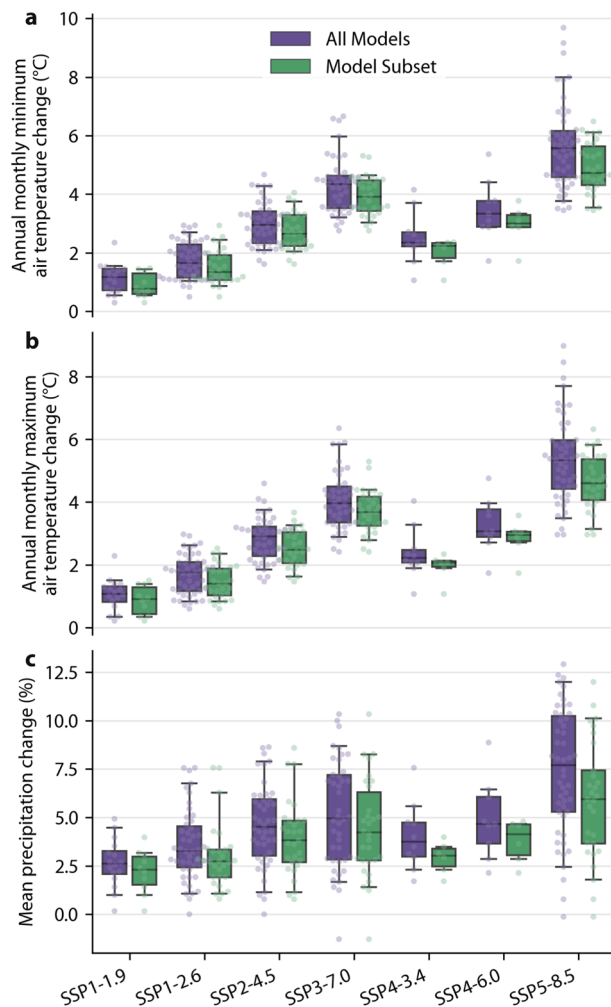 a
All Models
Model Subset
Annual monthly minimum
air temperature change (°C)
10
8
6
4
2
0
b
Annual monthly maximum
air temperature change (°C)
8
6
4
2
0
c
Mean precipitation change (%)
12.5
10.0
7.5
5.0
2.5
0.0
SSP1-1.9
SSP1-2.6
SSP2-4.5
SSP3-7.0
SSP4-3.4
SSP4-6.0
SSP5-8.5